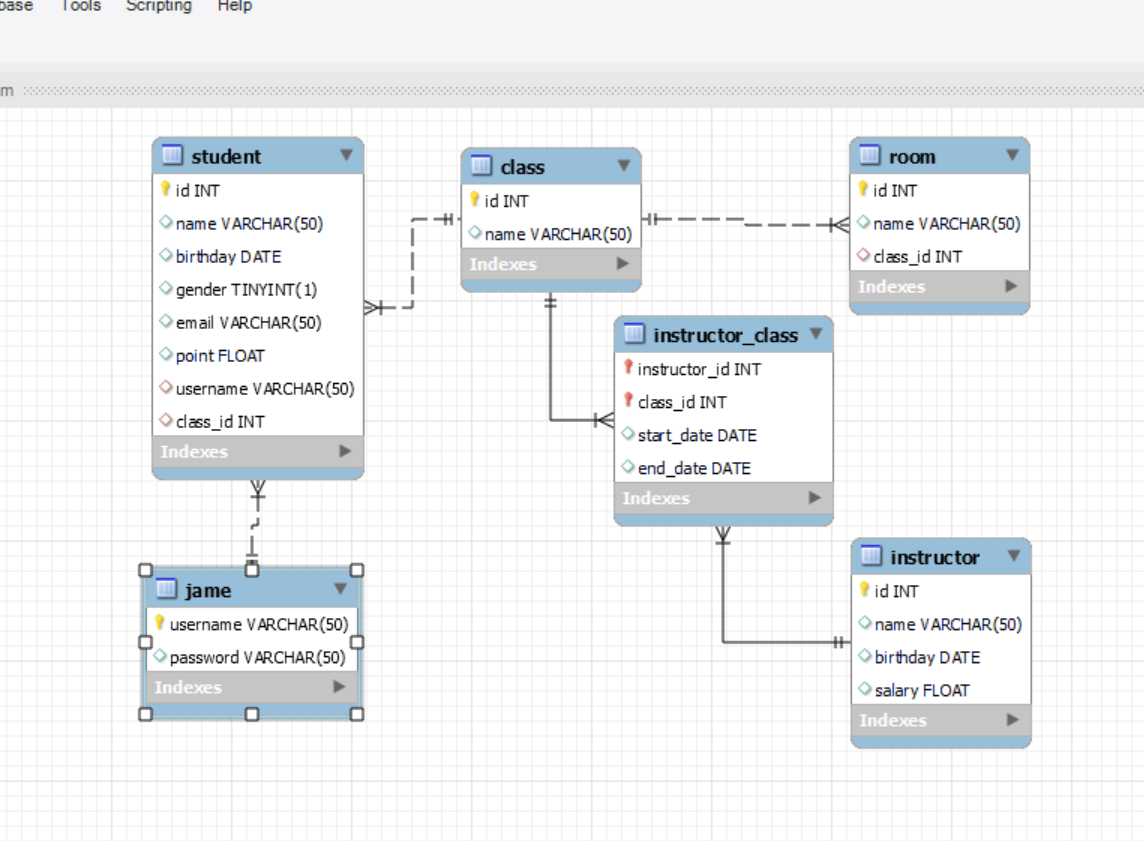 Tools Scripting Help
student
id INT
name VARCHAR(50)
birthday DATE
gender TINYINT(1)
email VARCHAR(50)
point FLOAT
username VARCHAR(50)
class_id INT
Indexes
class
id INT
name VARCHAR(50)
Indexes
room
id INT
name VARCHAR(50)
class_id INT
Indexes
instructor_class
instructor_id INT
class_id INT
start_date DATE
end_date DATE
Indexes
jame
username VARCHAR(50)
password VARCHAR(50)
Indexes
instructor
id INT
name VARCHAR(50)
birthday DATE
salary FLOAT
Indexes